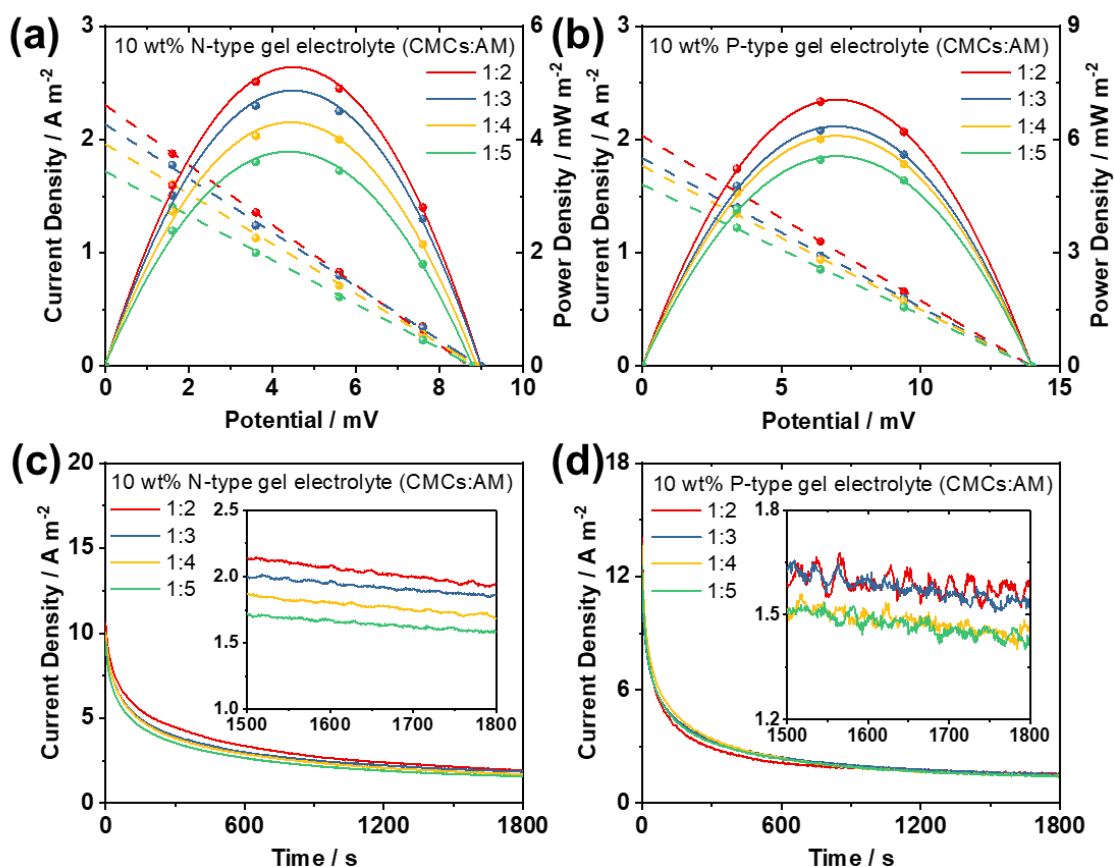 (a)
10 wt% N-type gel electrolyte (CMCs:AM)
1:2
1:3
1:4
1:5
Current Density / A m-2
3
2
1
0
Power Density / mW m-2
6
4
2
0
0 2 4 6 8 10
Potential / mV
(b)
10 wt% P-type gel electrolyte (CMCs:AM)
1:2
1:3
1:4
1:5
Current Density / A m-2
3
2
1
0
Power Density / mW m-2
9
6
3
0
0 5 10 15
Potential / mV
(c)
10 wt% N-type gel electrolyte (CMCs:AM)
1:2
1:3
1:4
1:5
Current Density / A m-2
20
15
10
5
0
2.5
2.0
1.5
1.0
1500 1600 1700 1800
0 600 1200 1800
Time / s
(d)
10 wt% P-type gel electrolyte (CMCs:AM)
1:2
1:3
1:4
1:5
Current Density / A m-2
18
12
6
0
1.8
1.5
1.2
1500 1600 1700 1800
0 600 1200 1800
Time / s